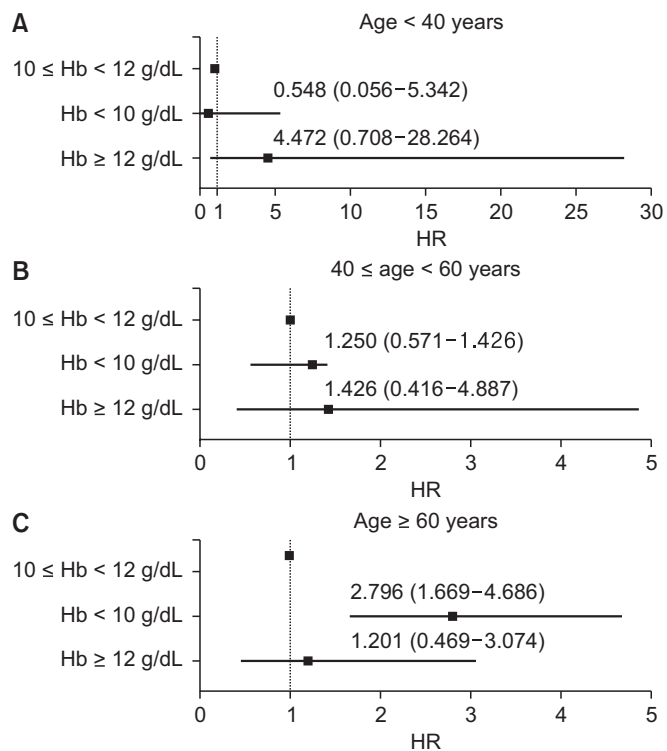 A
Age < 40 years
10 ≤ Hb < 12 g/dL
0.548 (0.056–5.342)
Hb < 10 g/dL
4.472 (0.708–28.264)
Hb ≥ 12 g/dL
0 1 5 10 15 20 25 30
HR
B
40 ≤ age < 60 years
10 ≤ Hb < 12 g/dL
1.250 (0.571–1.426)
Hb < 10 g/dL
1.426 (0.416–4.887)
Hb ≥ 12 g/dL
0 1 2 3 4 5
HR
C
Age ≥ 60 years
10 ≤ Hb < 12 g/dL
2.796 (1.669–4.686)
Hb < 10 g/dL
1.201 (0.469–3.074)
Hb ≥ 12 g/dL
0 1 2 3 4 5
HR